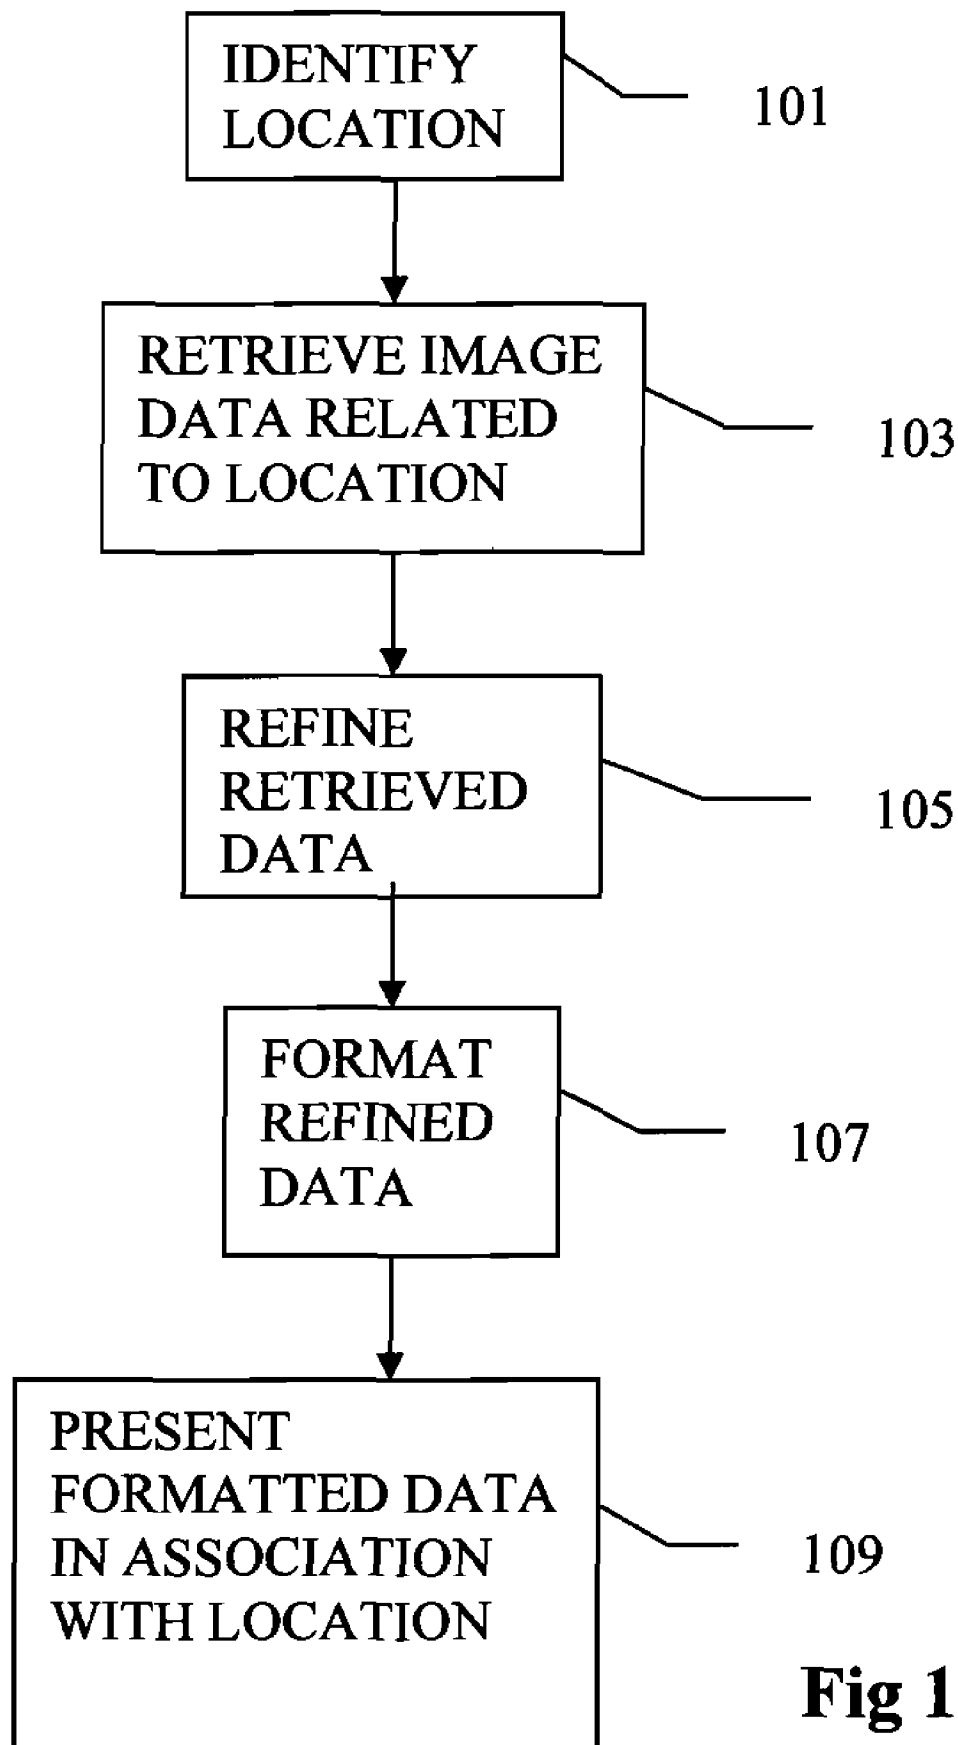 IDENTIFY
LOCATION
101
RETRIEVE IMAGE
DATA RELATED
TO LOCATION
103
REFINE
RETRIEVED
DATA
105
FORMAT
REFINED
DATA
107
PRESENT
FORMATTED DATA
IN ASSOCIATION
WITH LOCATION
109
Fig 1